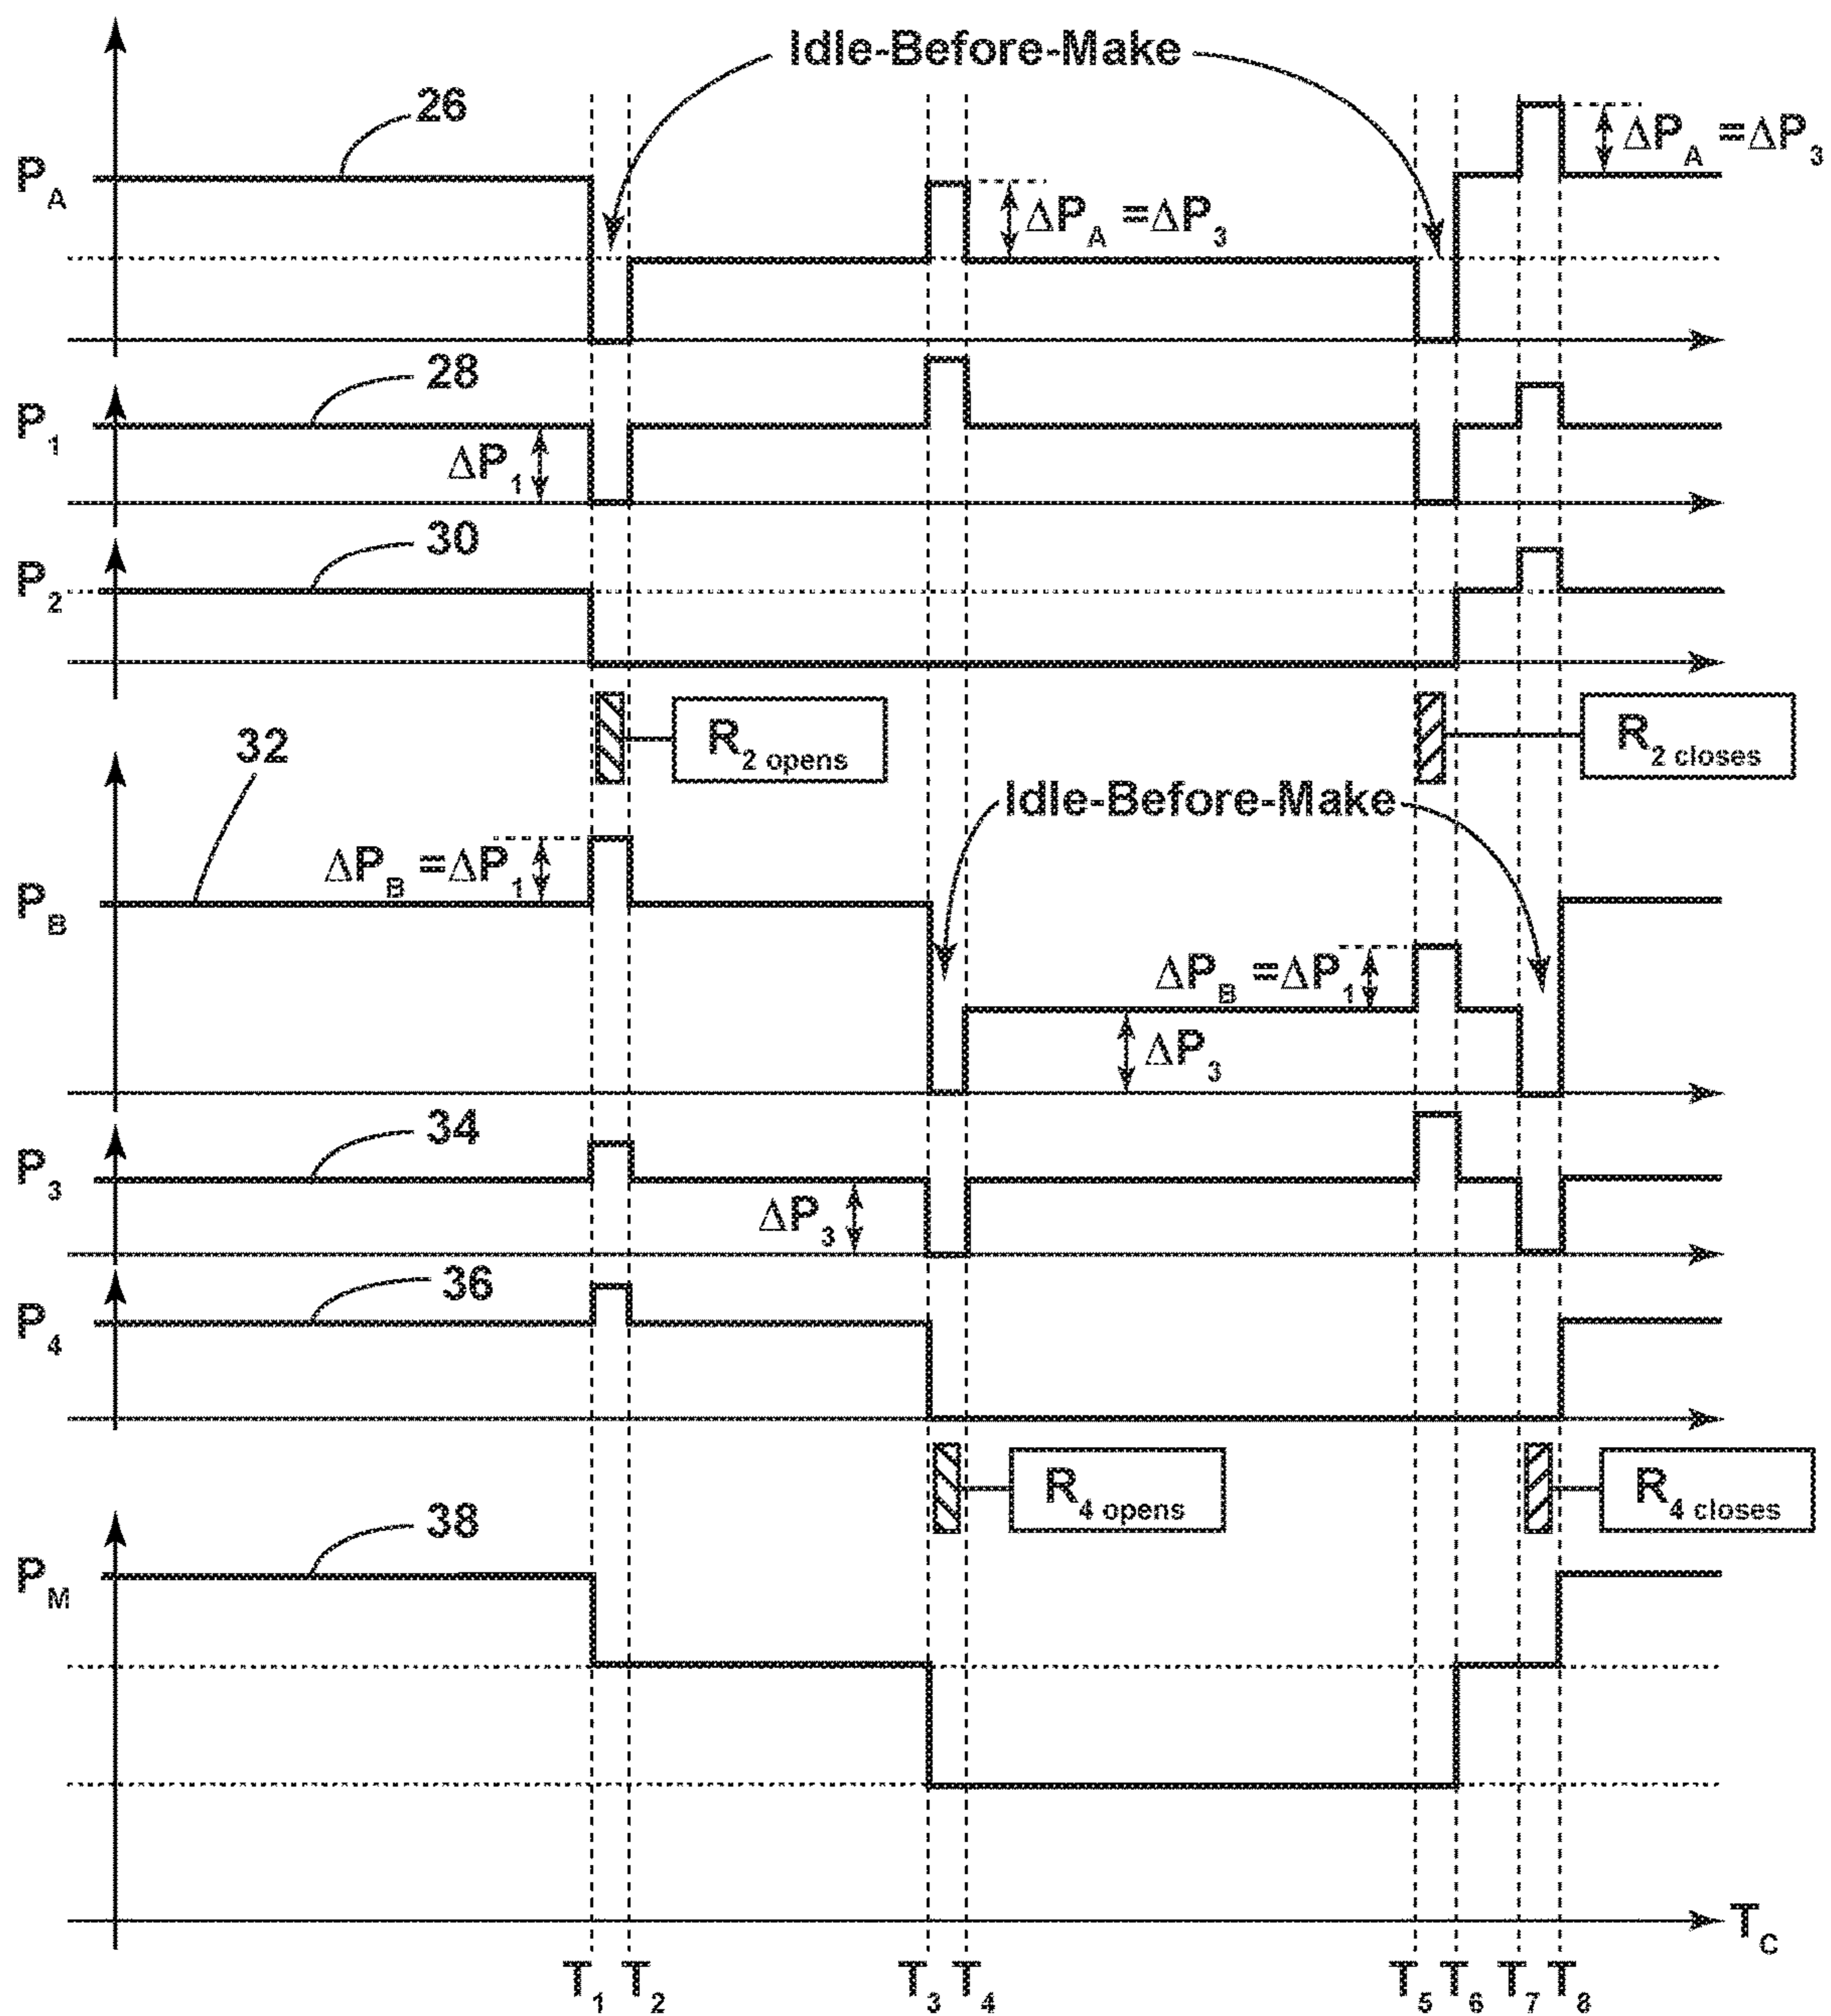 Idle-Before-Make
26
P_A
ΔP_A = ΔP_3
ΔP_A = ΔP_3
28
P_1
ΔP_1
30
P_2
R_2 opens
R_2 closes
32
Idle-Before-Make
ΔP_B = ΔP_1
P_B
ΔP_B = ΔP_1
ΔP_3
34
P_3
ΔP_3
36
P_4
R_4 opens
R_4 closes
38
P_M
T_C
T_1 T_2 T_3 T_4 T_5 T_6 T_7 T_8